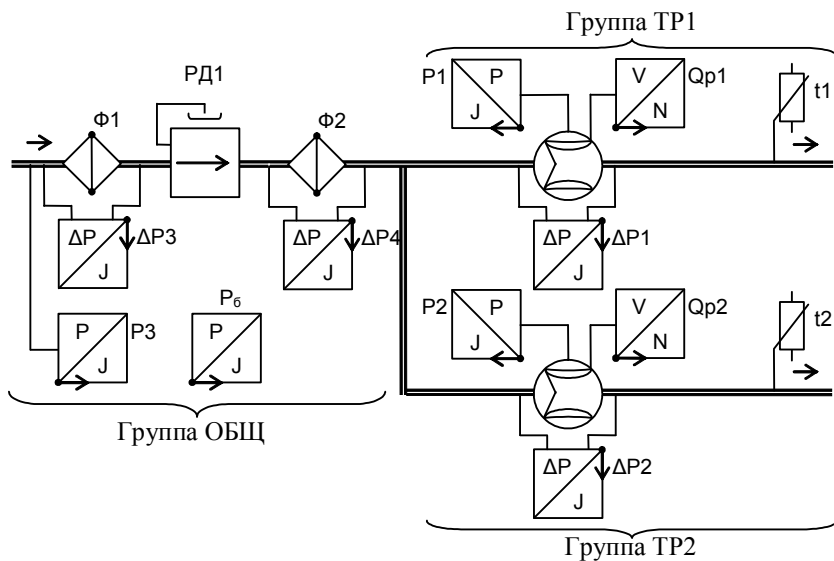 Группа ТР1
РД1
P1
P
J
V
N
Qp1
t1
Ф1
Ф2
ΔP
J
ΔP3
ΔP
J
ΔP4
ΔP
J
ΔP1
P
J
P3
Pб
P
J
P2
P
J
V
N
Qp2
t2
Группа ОБЩ
ΔP
J
ΔP2
Группа ТР2